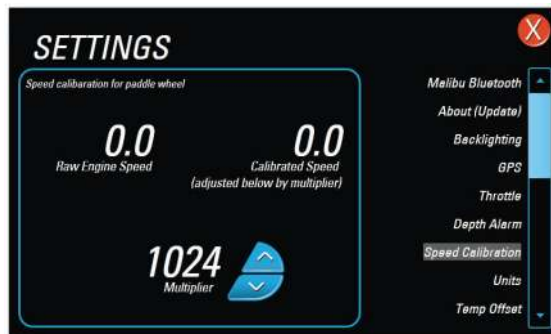 SETTINGS
Speed calibaration for paddle wheel
0.0
Raw Engine Speed
0.0
Calibrated Speed
(adjusted below by multiplier)
1024
Multiplier
X
Malibu Bluetooth
About (Update)
Backlighting
GPS
Throttle
Depth Alarm
Speed Calibration
Units
Temp Offset